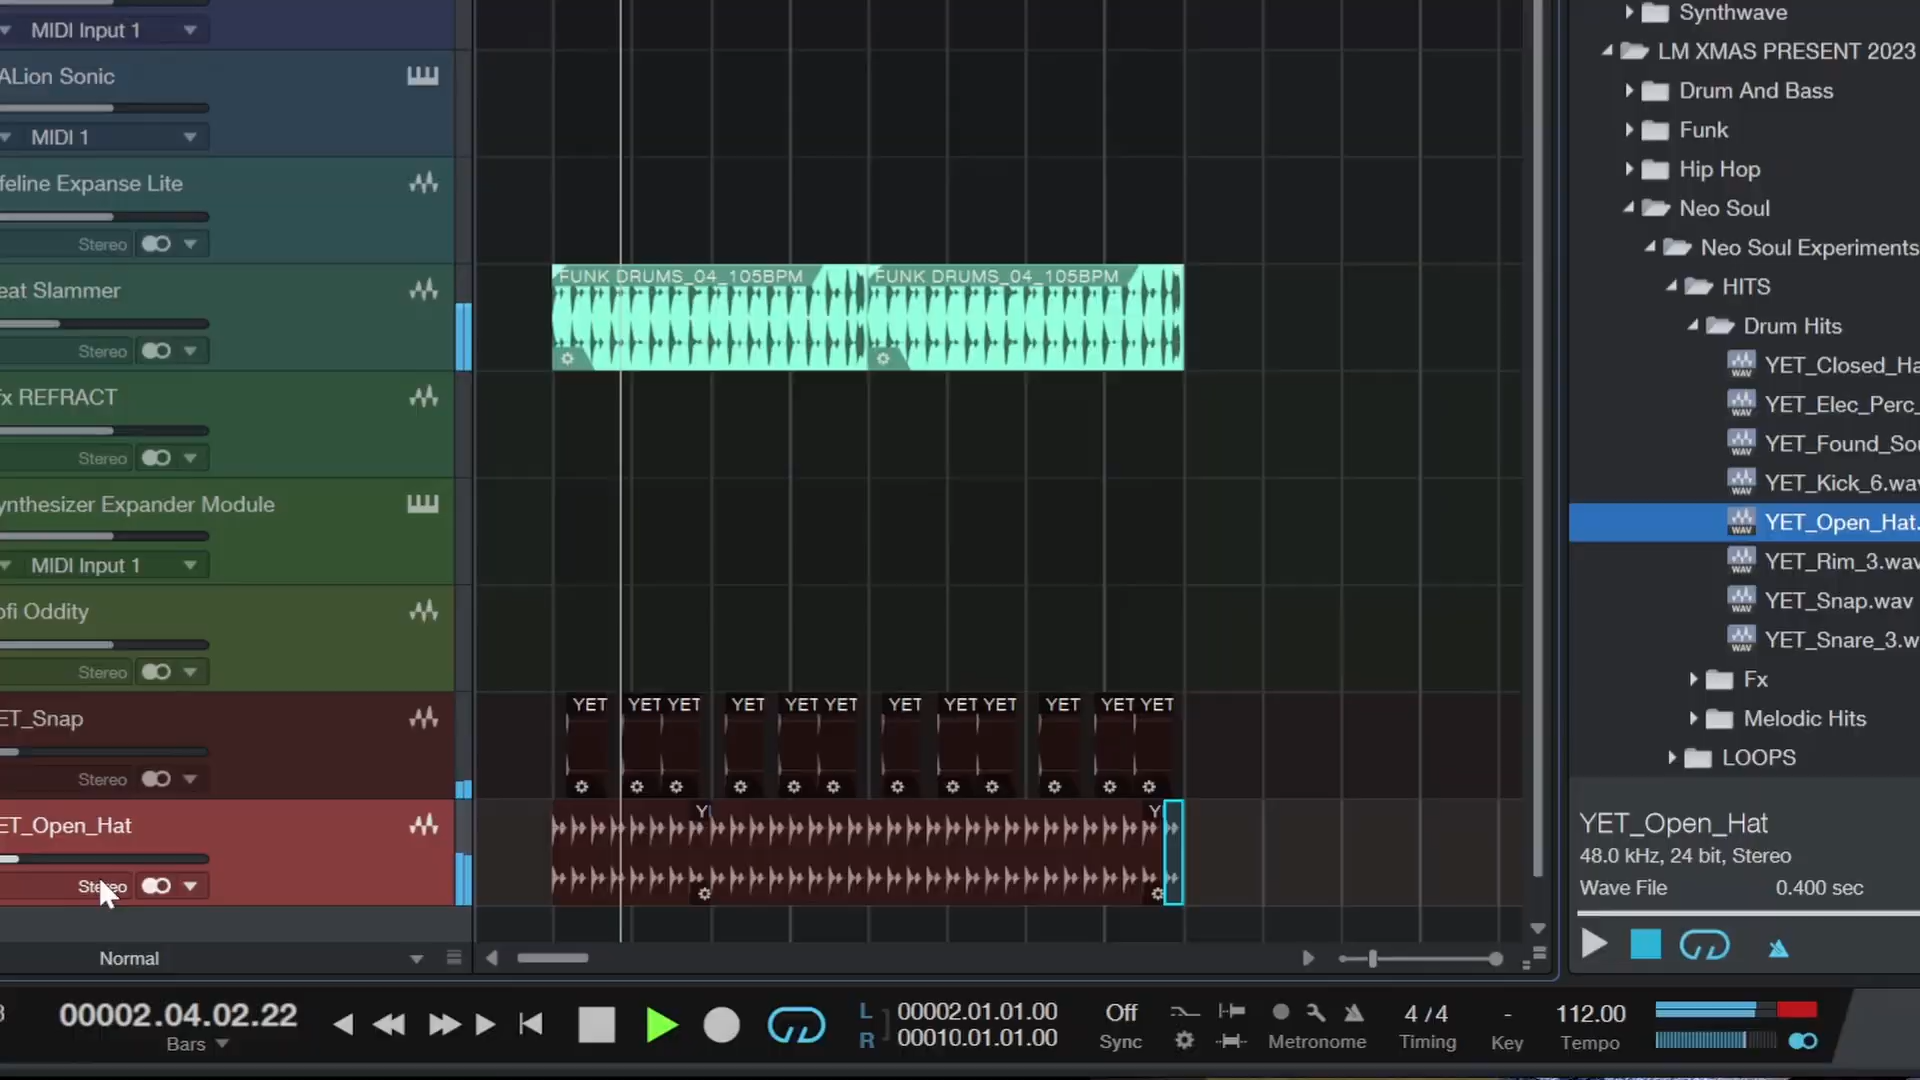 MIDI Input 1
ALion Sonic
MIDI 1
feline Expanse Lite
Stereo
eat Slammer
Stereo
fx REFRACT
Stereo
ynthesizer Expander Module
MIDI Input 1
ofi Oddity
Stereo
ET_Snap
Stereo
ET_Open_Hat
Stereo
Normal
FUNK DRUMS_04_105BPM FUNK DRUMS_04_105BPM
YET YET YET YET YET YET YET YET YET YET YET YET
Y Y
Synthwave
LM XMAS PRESENT 2023
Drum And Bass
Funk
Hip Hop
Neo Soul
Neo Soul Experiments
HITS
Drum Hits
YET_Closed_Ha
YET_Elec_Perc_
YET_Found_Sou
YET_Kick_6.wav
YET_Open_Hat.
YET_Rim_3.wav
YET_Snap.wav
YET_Snare_3.w
Fx
Melodic Hits
LOOPS
YET_Open_Hat
48.0 kHz, 24 bit, Stereo
Wave File 0.400 sec
00002.04.02.22
Bars
L 00002.01.01.00
R 00010.01.01.00
Off
Sync
Metronome
4 / 4
Timing
-
Key
112.00
Tempo